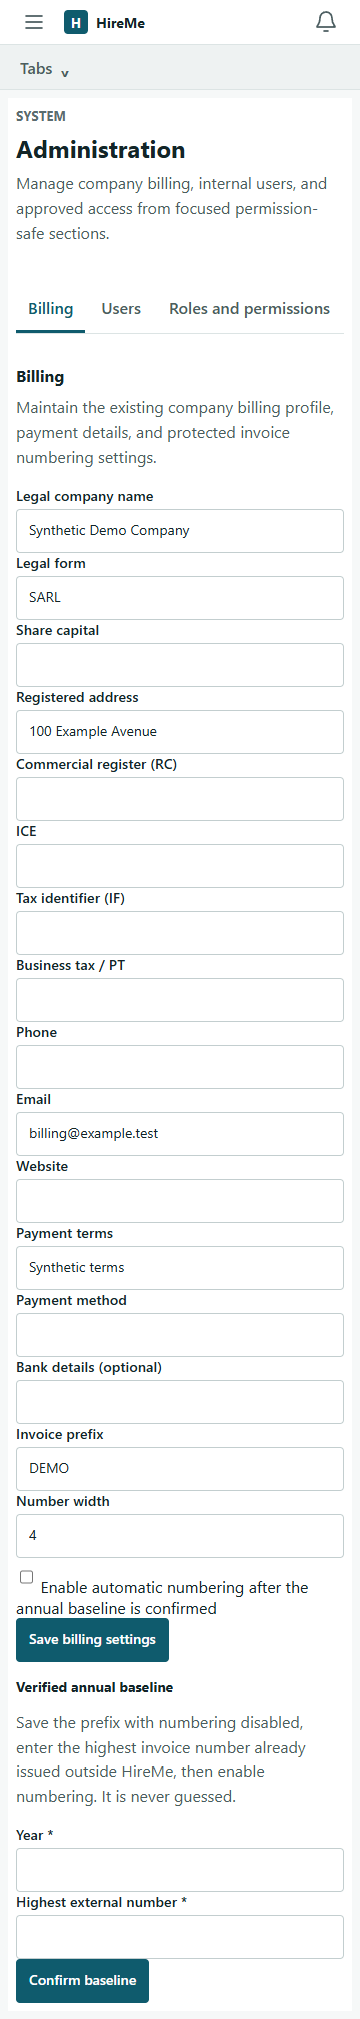 H HireMe
Tabs v
SYSTEM
Administration
Manage company billing, internal users, and
approved access from focused permission-
safe sections.
Billing Users Roles and permissions
Billing
Maintain the existing company billing profile,
payment details, and protected invoice
numbering settings.
Legal company name
Synthetic Demo Company
Legal form
SARL
Share capital
Registered address
100 Example Avenue
Commercial register (RC)
ICE
Tax identifier (IF)
Business tax / PT
Phone
Email
billing@example.test
Website
Payment terms
Synthetic terms
Payment method
Bank details (optional)
Invoice prefix
DEMO
Number width
4
Enable automatic numbering after the
annual baseline is confirmed
Save billing settings
Verified annual baseline
Save the prefix with numbering disabled,
enter the highest invoice number already
issued outside HireMe, then enable
numbering. It is never guessed.
Year *
Highest external number *
Confirm baseline